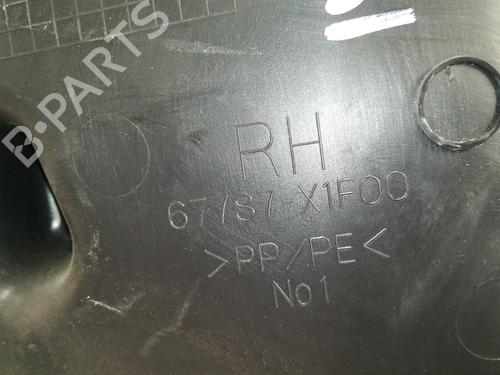 B-PARTS
RH
67787-X1F00
>PP/PE<
No1